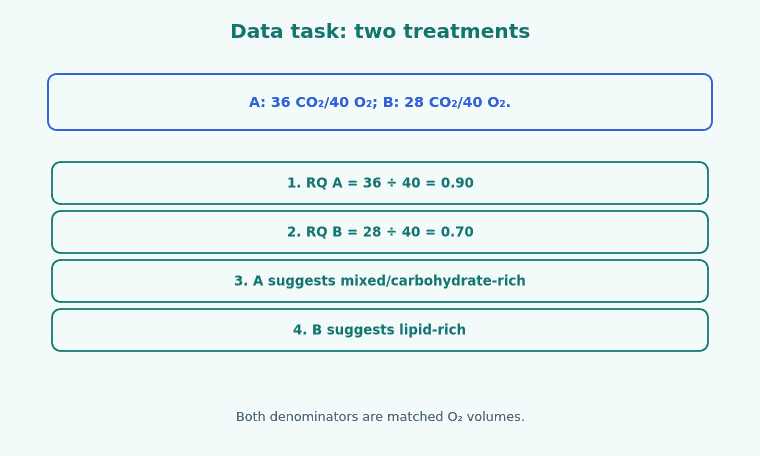 Data task: two treatments
A: 36 CO₂/40 O₂; B: 28 CO₂/40 O₂.
1. RQ A = 36 ÷ 40 = 0.90
2. RQ B = 28 ÷ 40 = 0.70
3. A suggests mixed/carbohydrate-rich
4. B suggests lipid-rich
Both denominators are matched O₂ volumes.